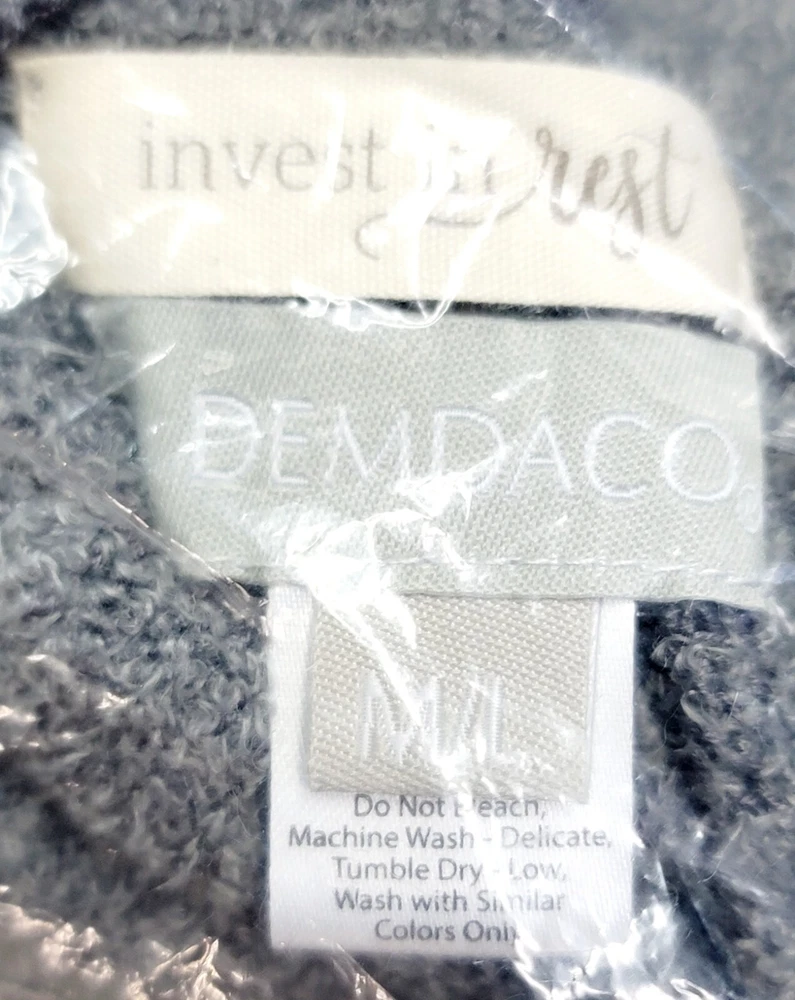 invest in rest
DEMDACO®
M/L
Do Not Bleach,
Machine Wash - Delicate,
Tumble Dry - Low,
Wash with Similar
Colors Only